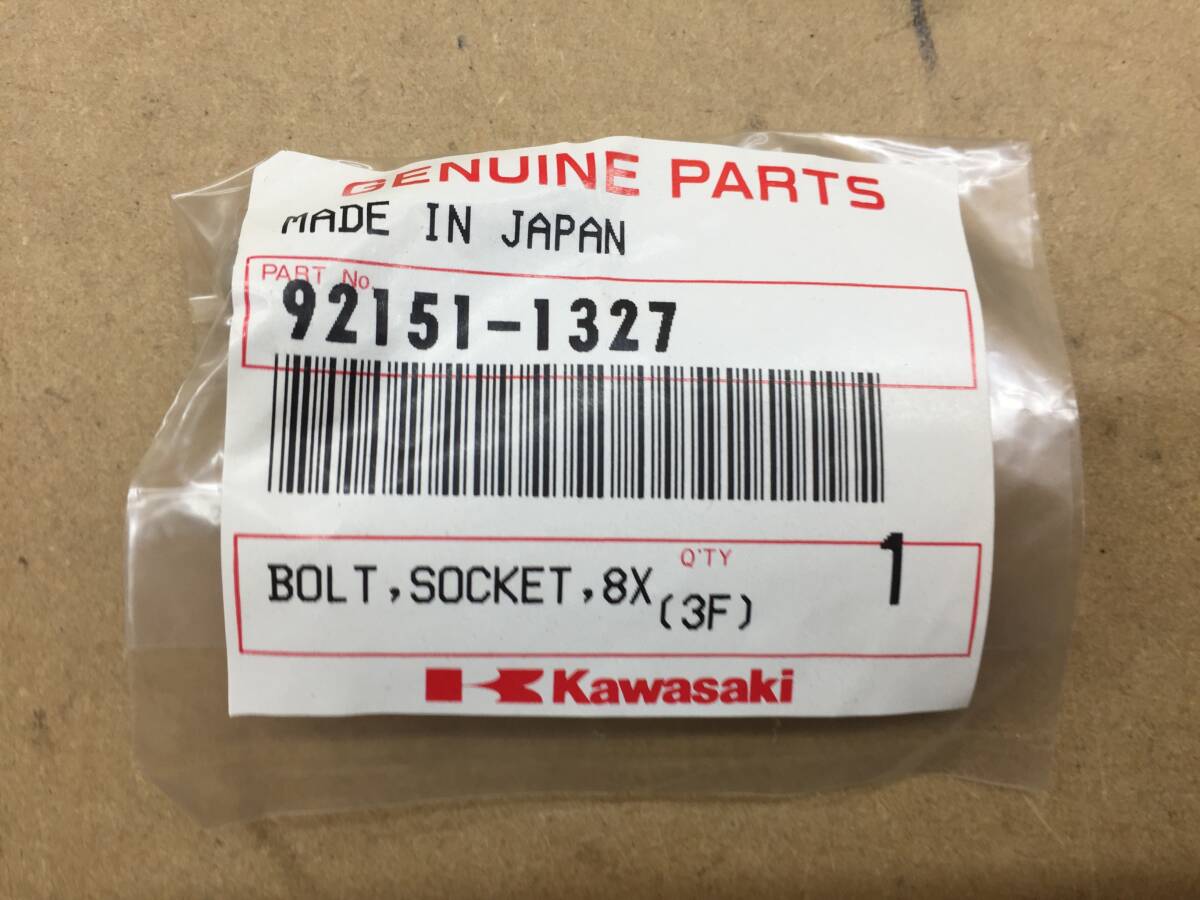 GENUINE PARTS
MADE IN JAPAN
PART No.
92151-1327
Q'TY
BOLT,SOCKET,8X 1
(3F)
Kawasaki